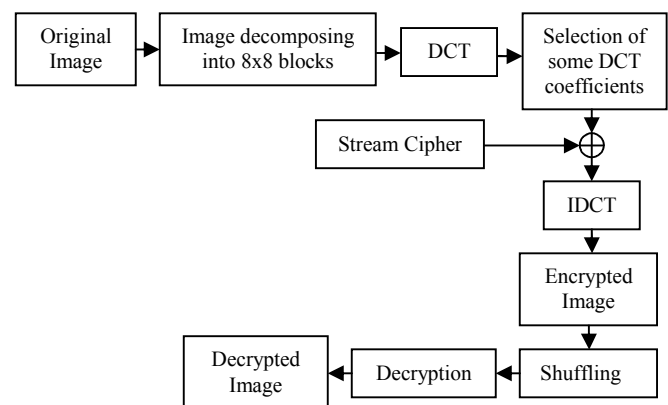 Original
Image
Image decomposing
into 8x8 blocks
DCT
Selection of
some DCT
coefficients
Stream Cipher
IDCT
Encrypted
Image
Decrypted
Image
Decryption
Shuffling